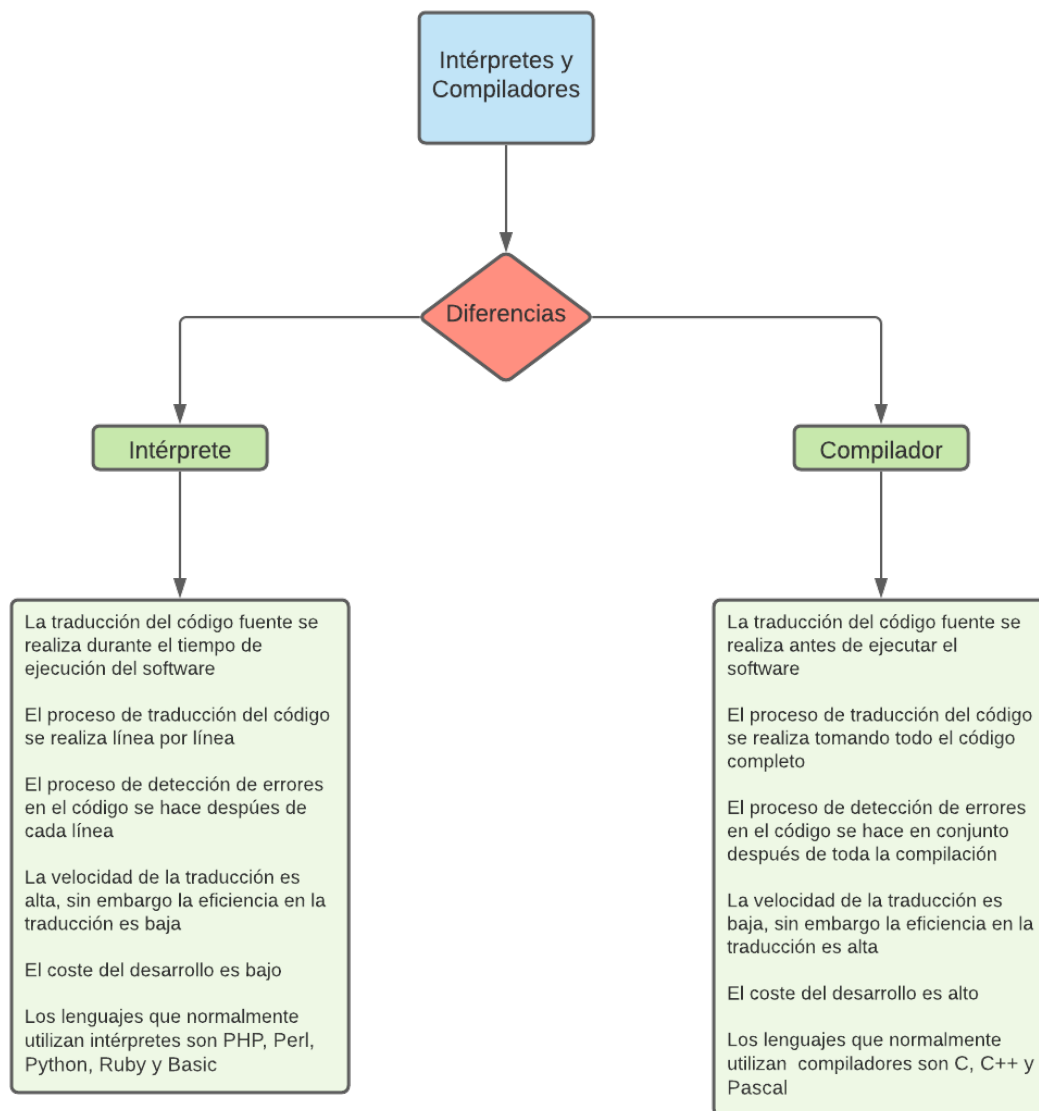 Intérpretes y
Compiladores
Diferencias
Intérprete
Compilador
La traducción del código fuente se
realiza durante el tiempo de
ejecución del software
El proceso de traducción del código
se realiza línea por línea
El proceso de detección de errores
en el código se hace despúes de
cada línea
La velocidad de la traducción es
alta, sin embargo la eficiencia en la
traducción es baja
El coste del desarrollo es bajo
Los lenguajes que normalmente
utilizan intérpretes son PHP, Perl,
Python, Ruby y Basic
La traducción del código fuente se
realiza antes de ejecutar el
software
El proceso de traducción del código
se realiza tomando todo el código
completo
El proceso de detección de errores
en el código se hace en conjunto
después de toda la compilación
La velocidad de la traducción es
baja, sin embargo la eficiencia en la
traducción es alta
El coste del desarrollo es alto
Los lenguajes que normalmente
utilizan compiladores son C, C++ y
Pascal